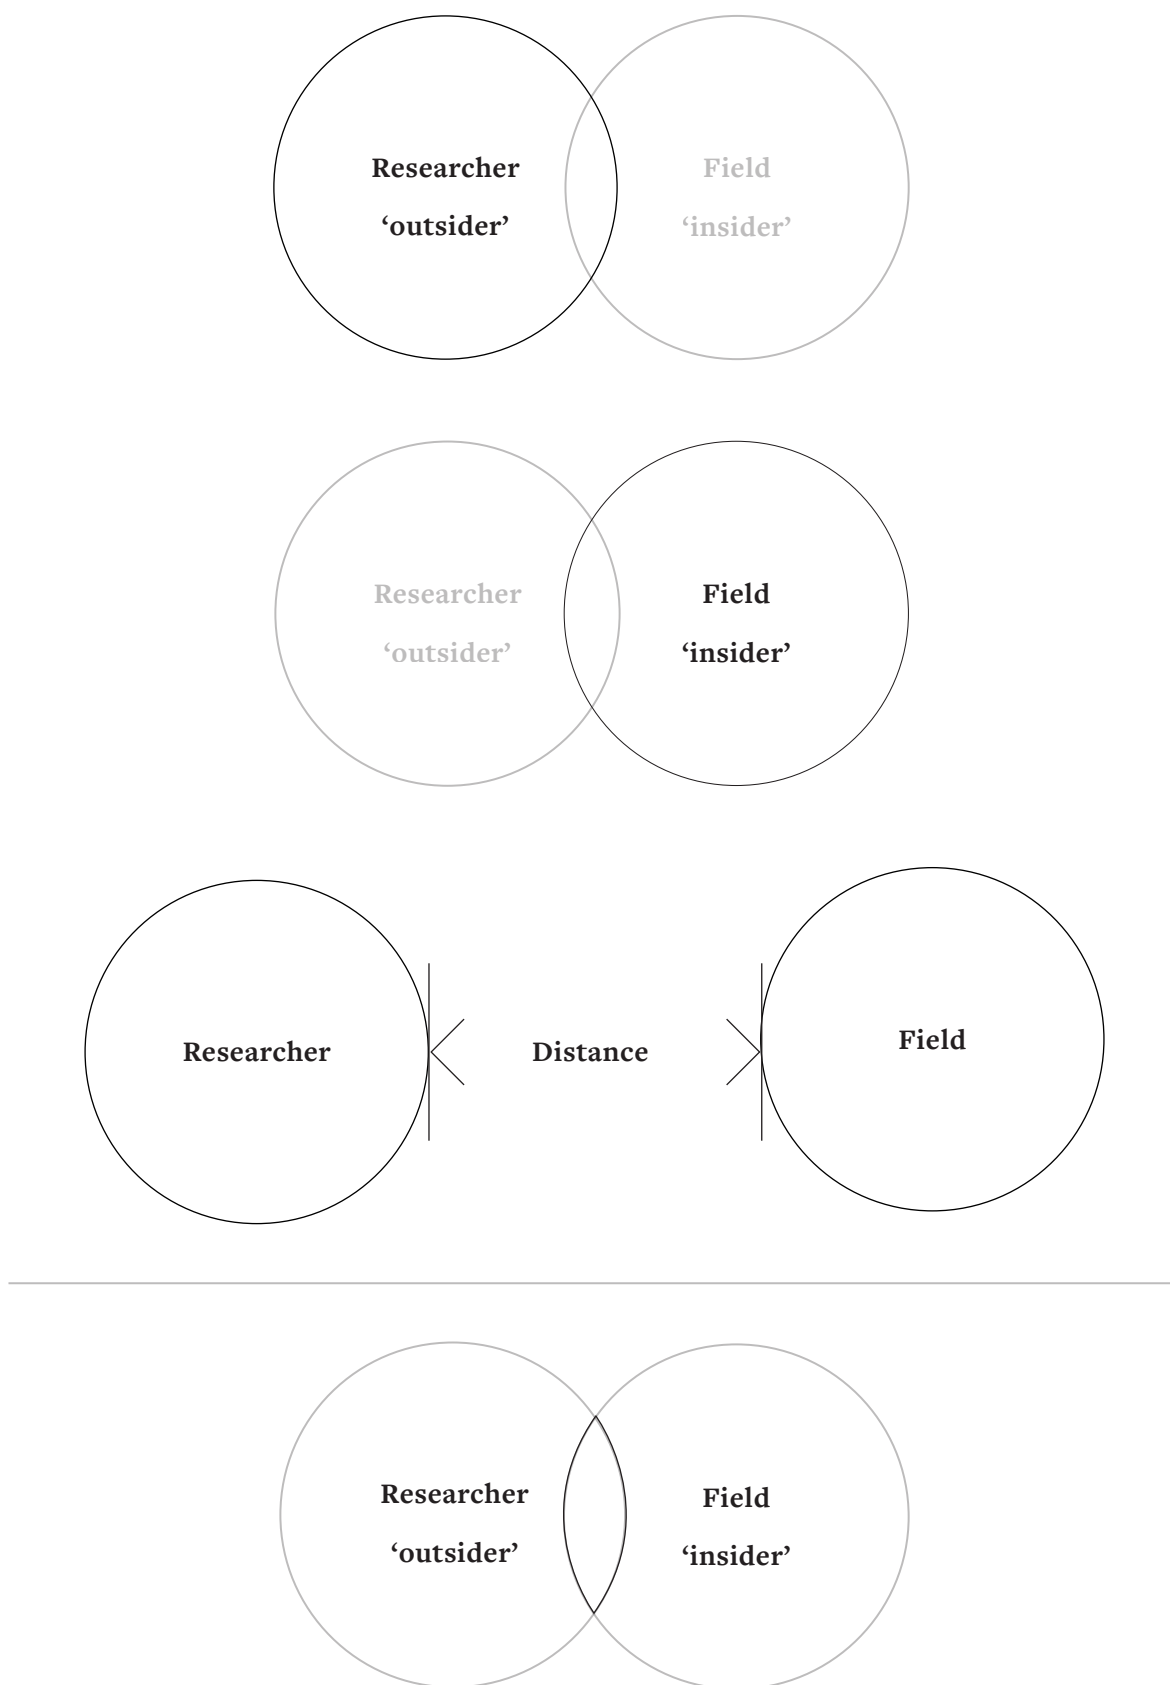 Researcher
‘outsider’
Field
‘insider’
Researcher
‘outsider’
Field
‘insider’
Researcher
Distance
Field
Researcher
‘outsider’
Field
‘insider’